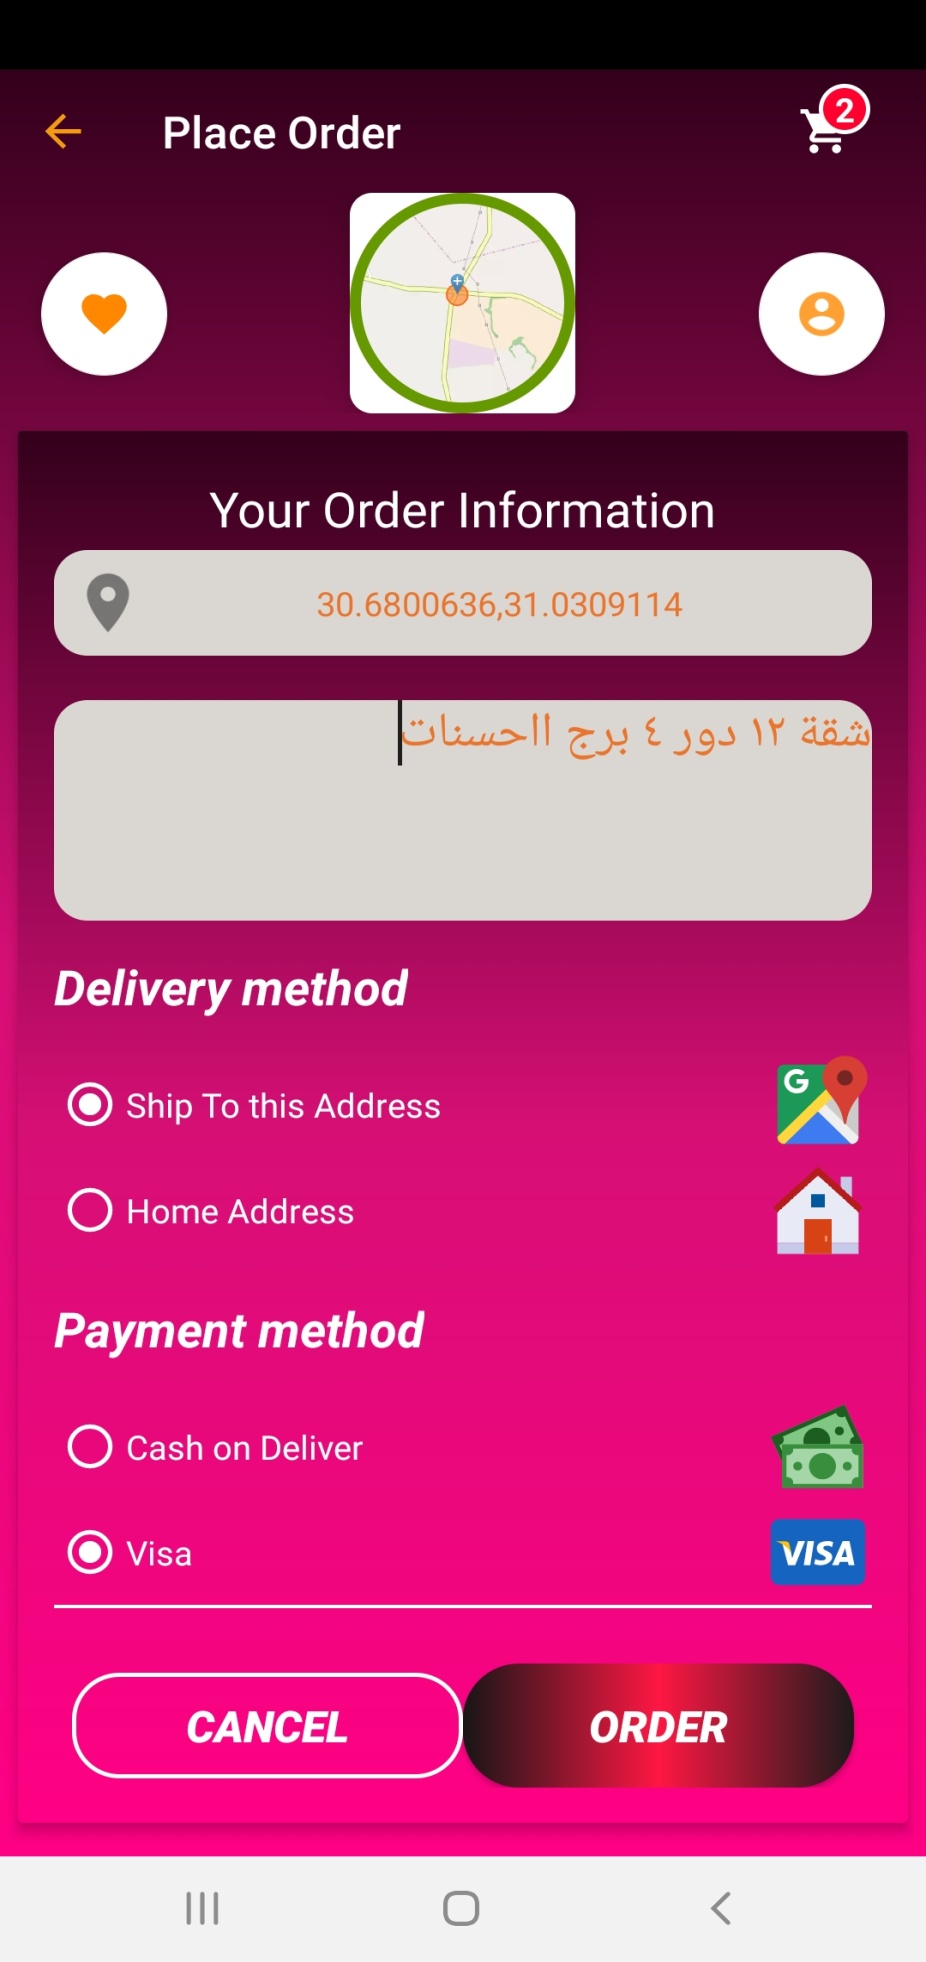 Place Order
2
Your Order Information
30.6800636,31.0309114
شقة ١٢ دور ٤ برج ااحسنات
Delivery method
Ship To this Address
G
Home Address
Payment method
Cash on Deliver
Visa
VISA
CANCEL
ORDER